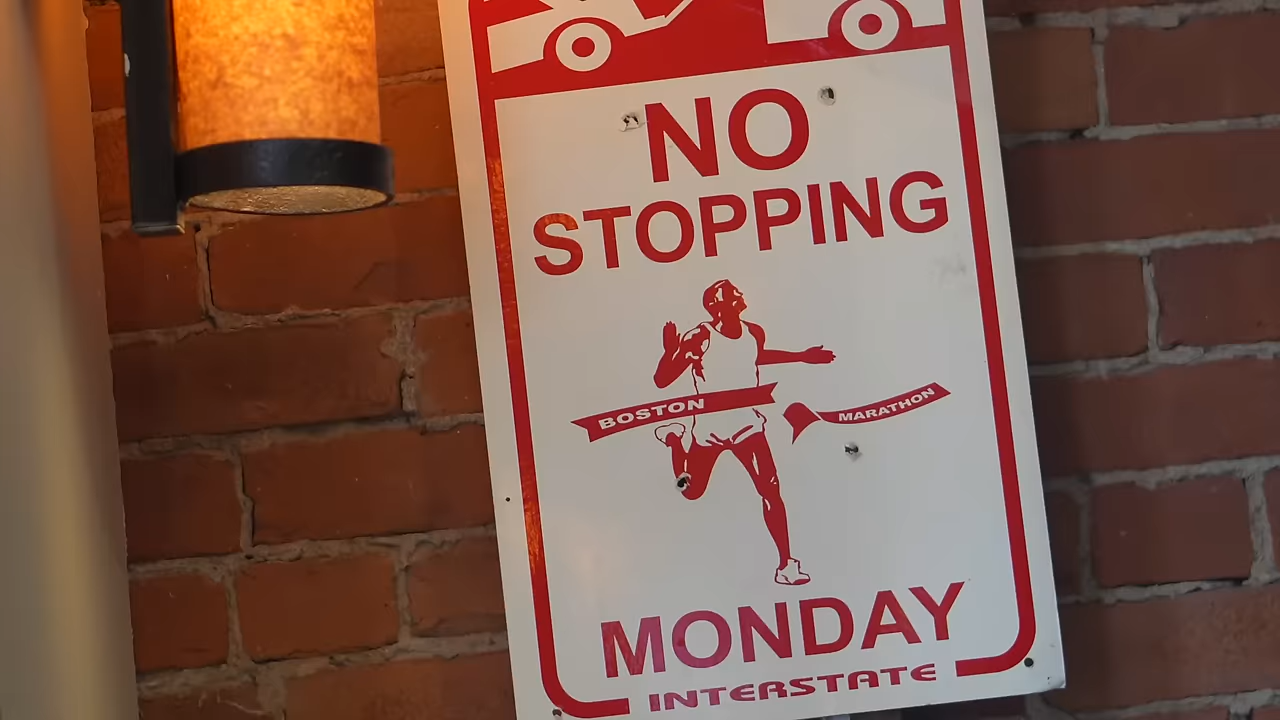 NO
STOPPING
BOSTON
MARATHON
MONDAY
INTERSTATE